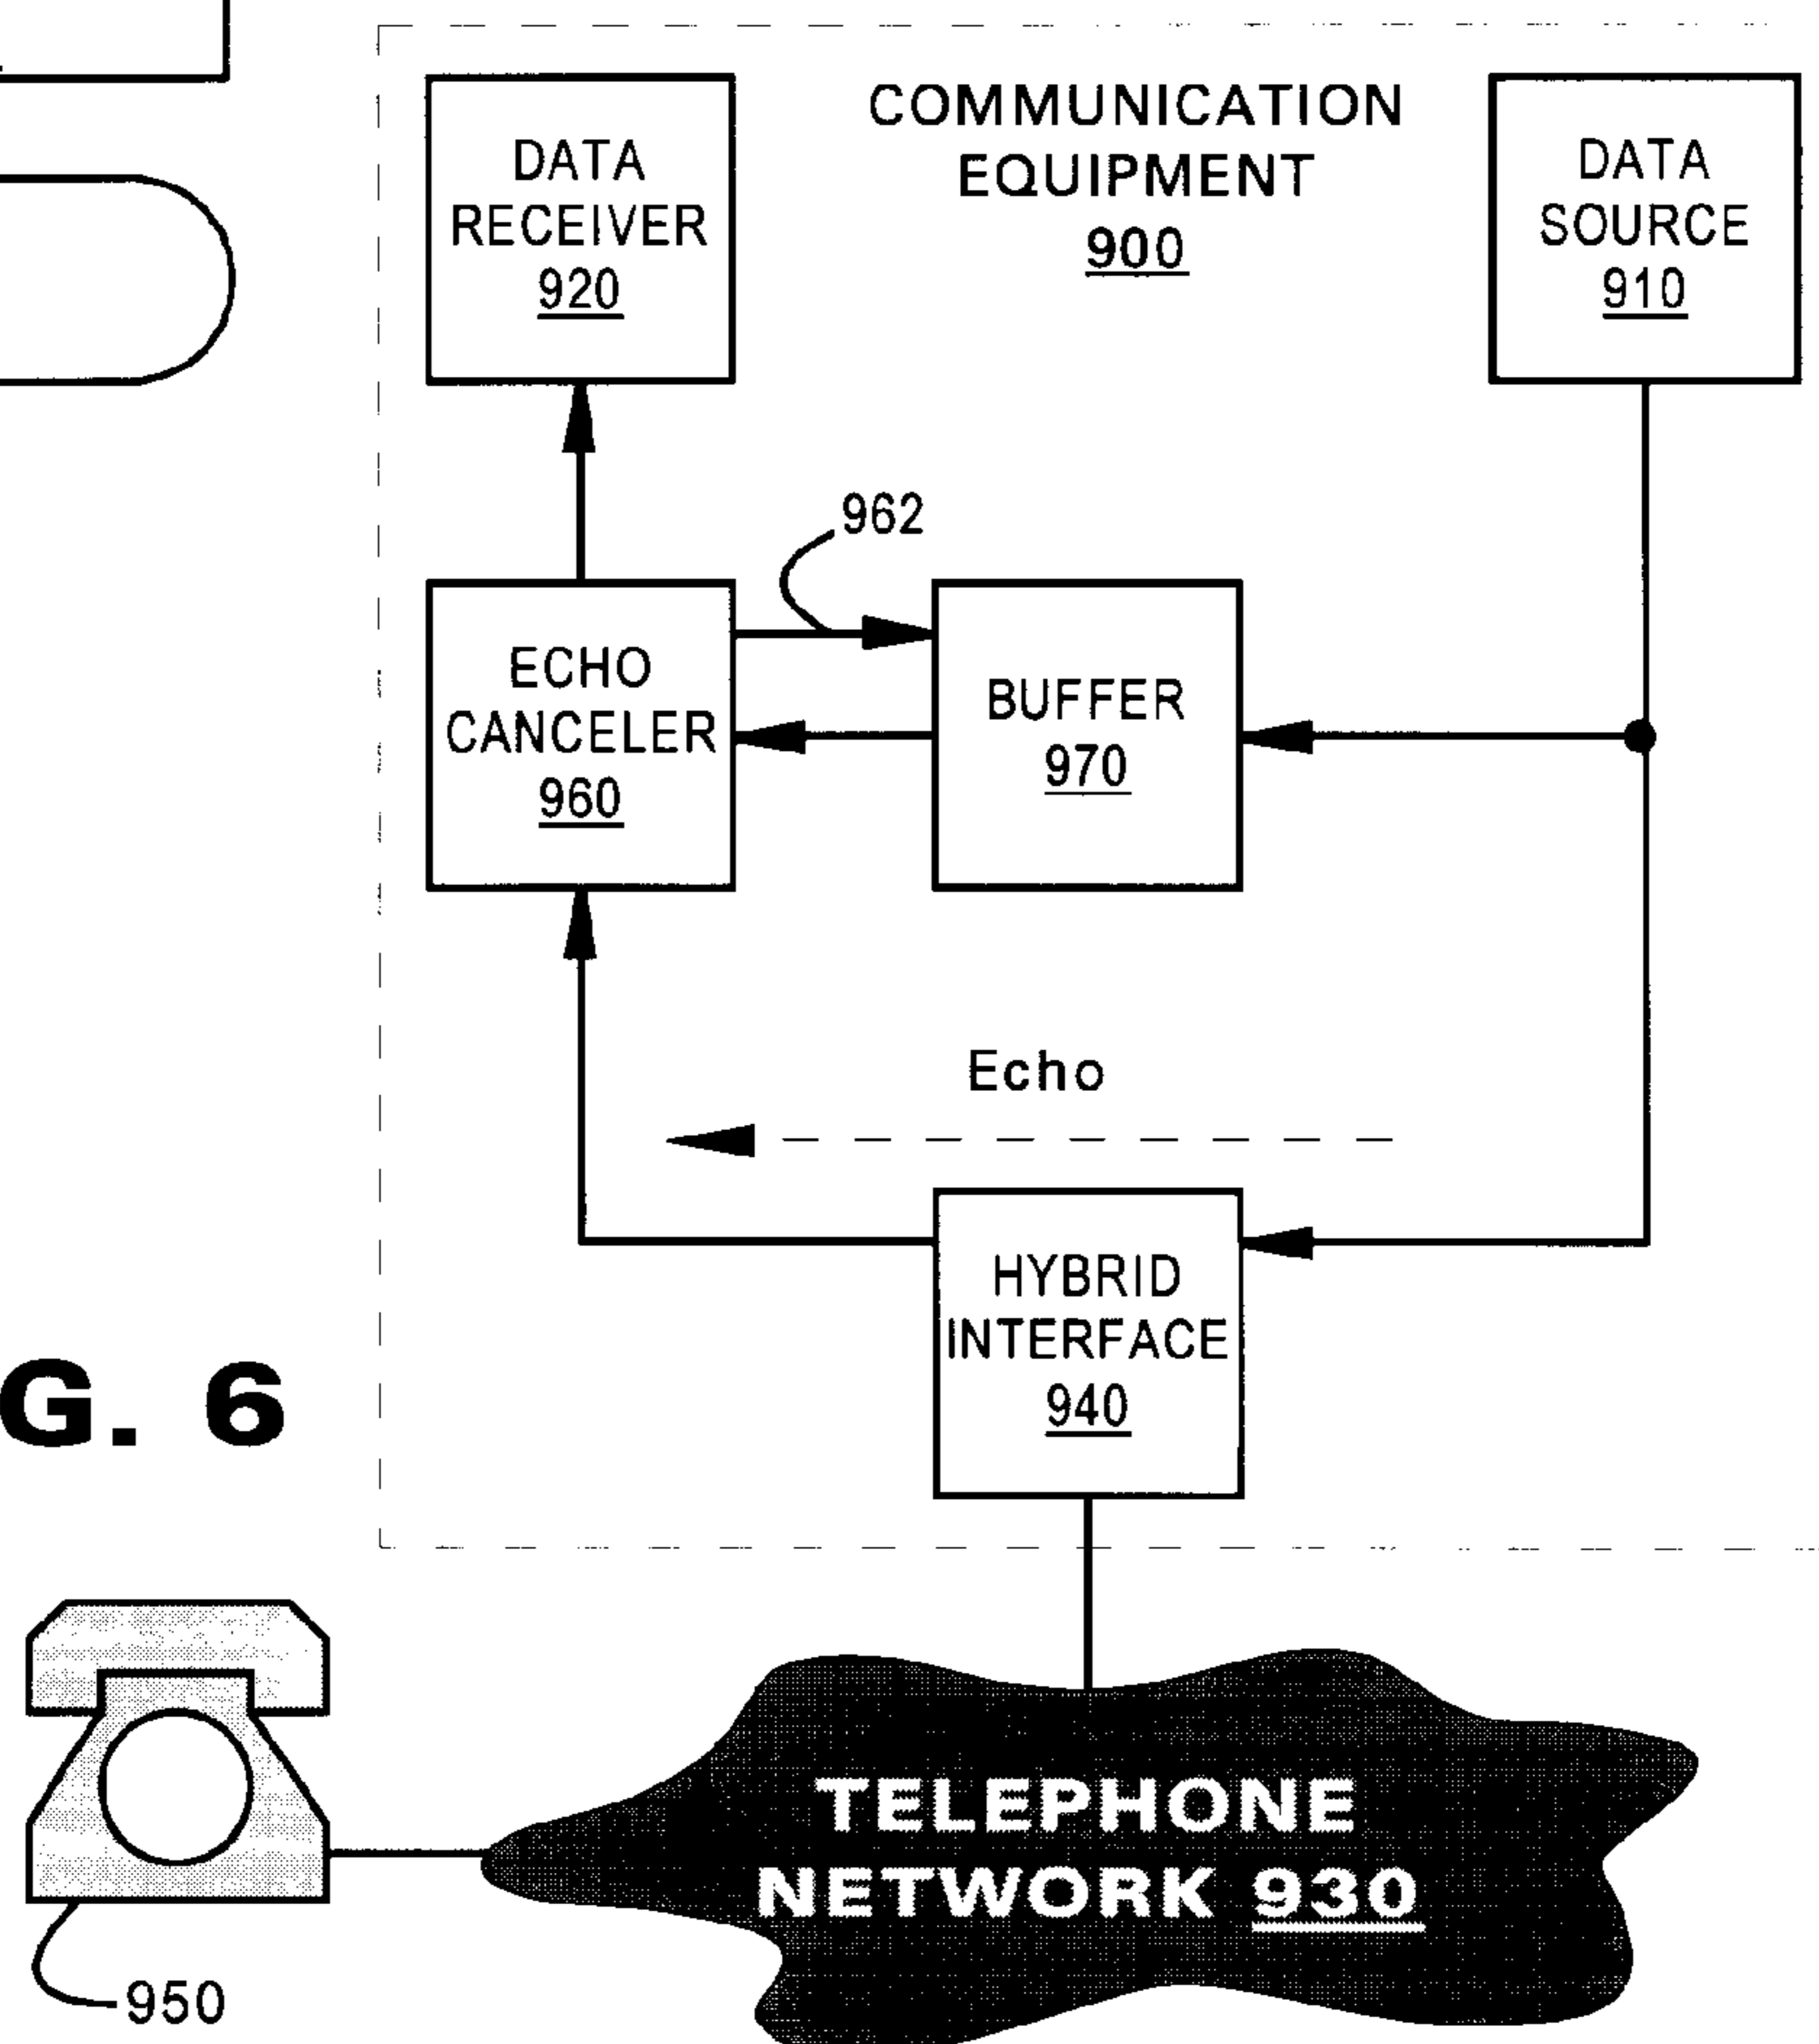 COMMUNICATION
EQUIPMENT
900
DATA
RECEIVER
920
DATA
SOURCE
910
962
ECHO
CANCELER
960
BUFFER
970
Echo
HYBRID
INTERFACE
940
G. 6
TELEPHONE
NETWORK 930
950